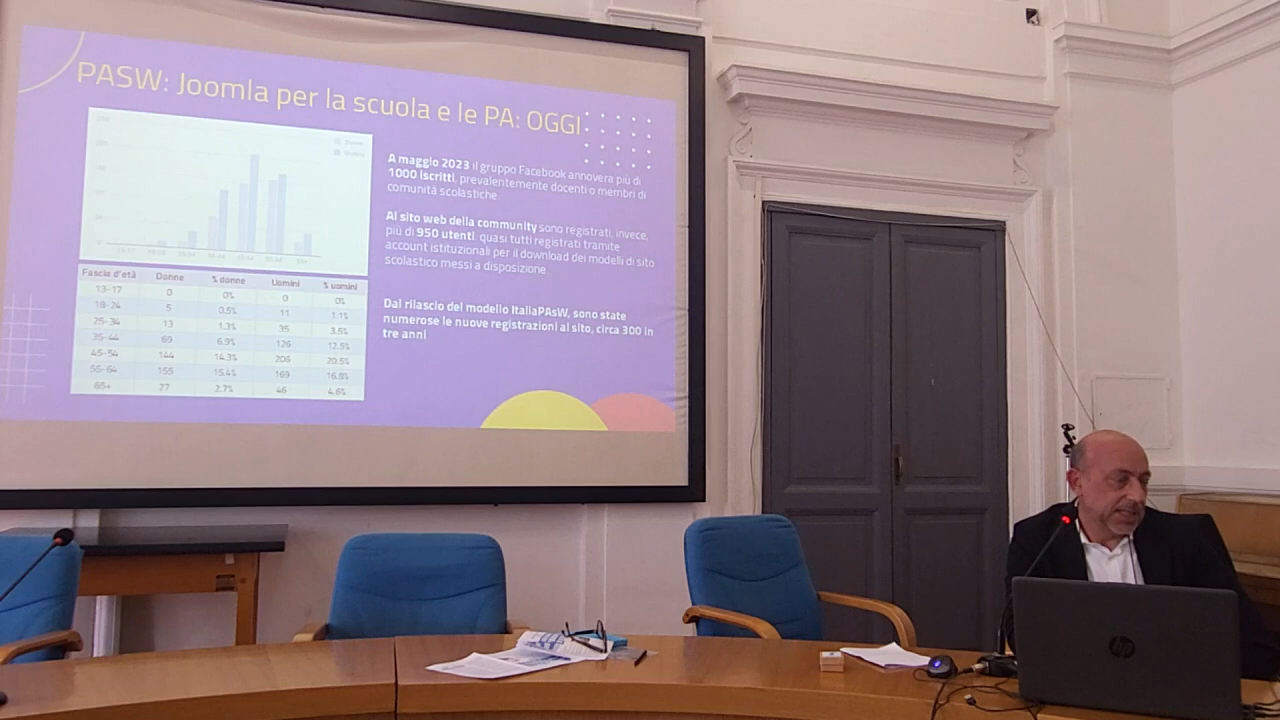 PASW: Joomla per la scuola e le PA: OGGI
Donne
Uomini
A maggio 2023 il gruppo Facebook annovera più di
1000 iscritti, prevalentemente docenti o membri di
comunità scolastiche.
Al sito web della community sono registrati, invece,
più di 950 utenti, quasi tutti registrati tramite
account istituzionali per il download dei modelli di sito
scolastico messi a disposizione.
Dal rilascio del modello ItaliaPAsW, sono state
numerose le nuove registrazioni al sito, circa 300 in
tre anni
Fascia d'età Donne % donne Uomini % uomini
13-17 0 0% 0 0%
18-24 5 0.5% 11 1.1%
25-34 13 1.3% 35 3.5%
35-44 69 6.9% 126 12.5%
45-54 144 14.3% 206 20.5%
55-64 155 15.4% 169 16.8%
65+ 27 2.7% 46 4.6%
hp